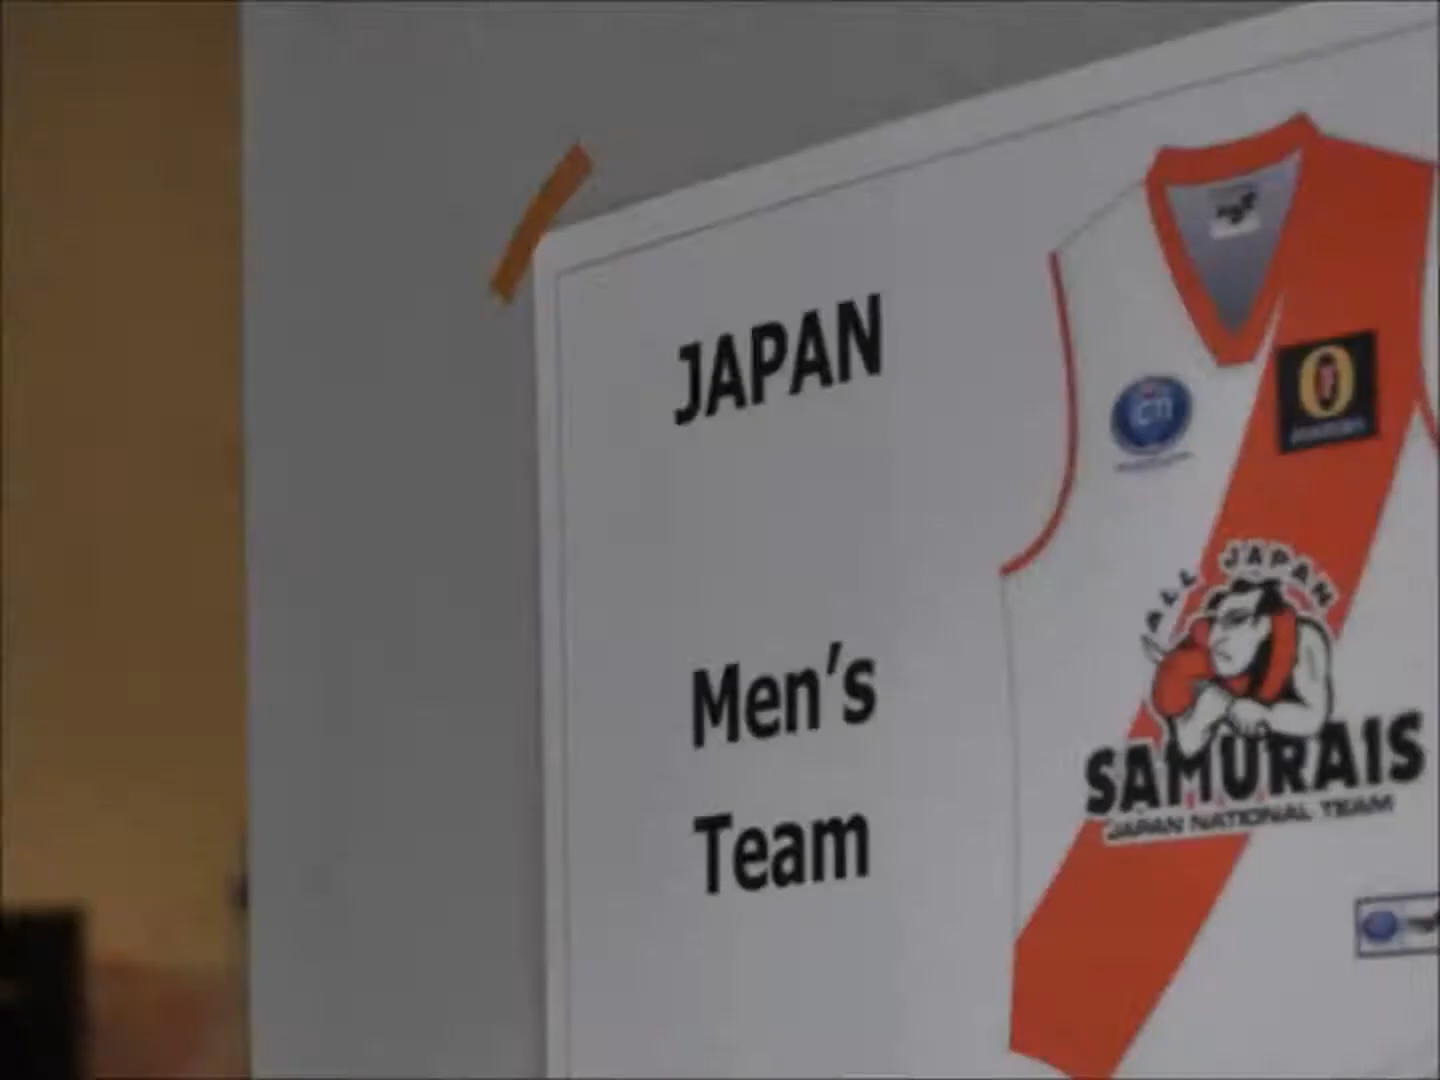 JAPAN
Men's
Team
ALL JAPAN
SAMURAIS
JAPAN NATIONAL TEAM